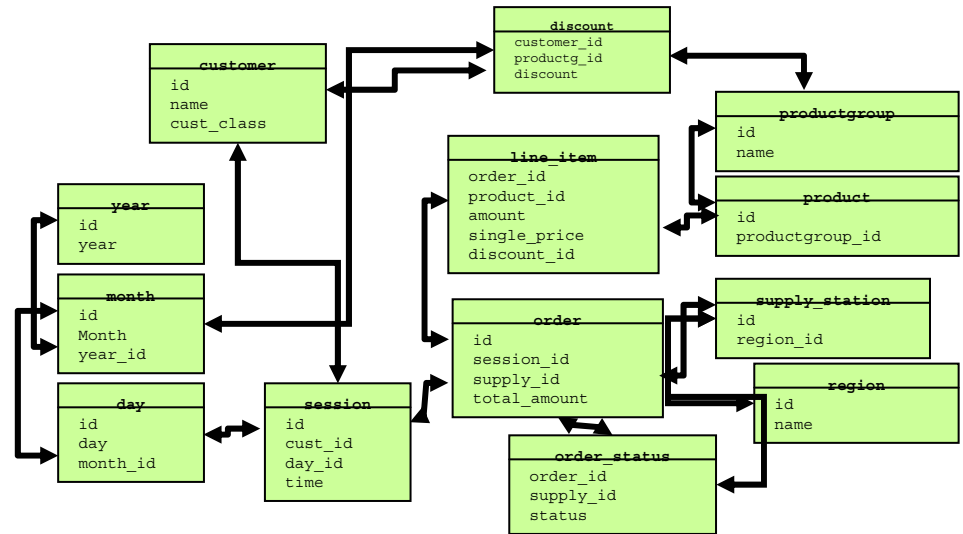 discount
customer_id
productg_id
discount
customer
id
name
cust_class
productgroup
id
name
line_item
order_id
product_id
amount
single_price
discount_id
product
id
productgroup_id
year
id
year
month
id
Month
year_id
supply_station
id
region_id
order
id
session_id
supply_id
total_amount
region
id
name
day
id
day
month_id
session
id
cust_id
day_id
time
order_status
order_id
supply_id
status